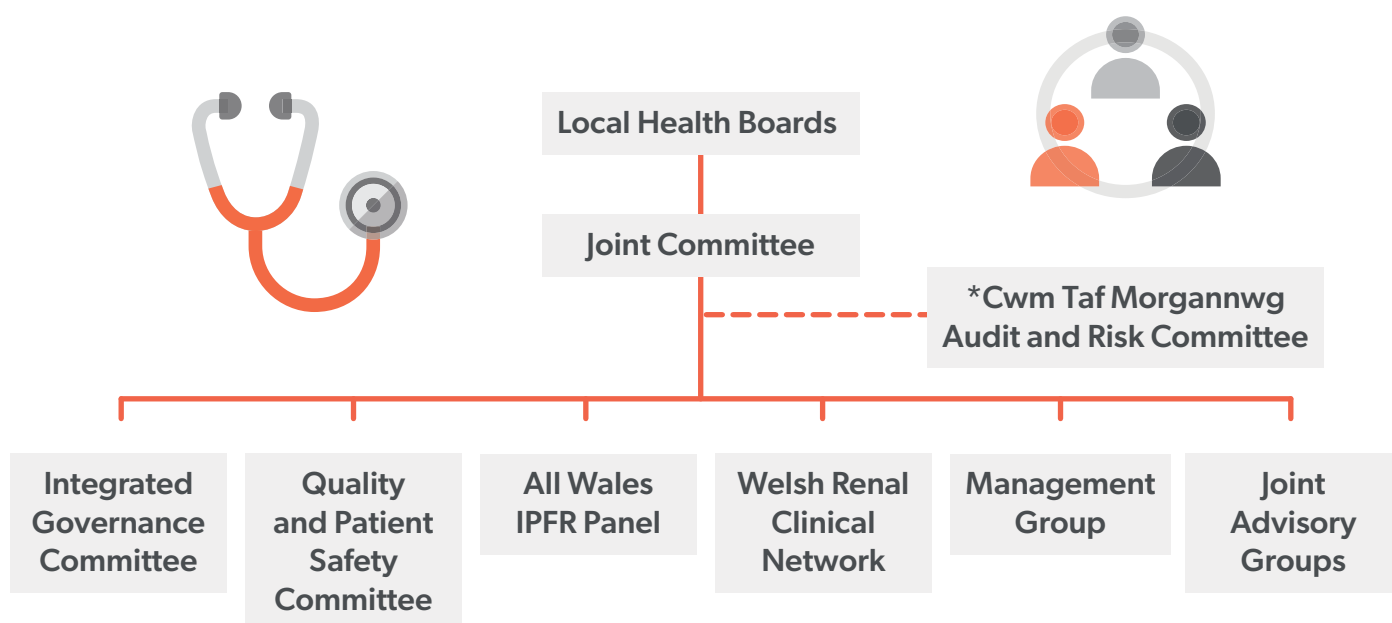 Local Health Boards
Joint Committee
*Cwm Taf Morgannwg
Audit and Risk Committee
Integrated
Governance
Committee
Quality
and Patient
Safety
Committee
All Wales
IPFR Panel
Welsh Renal
Clinical
Network
Management
Group
Joint
Advisory
Groups